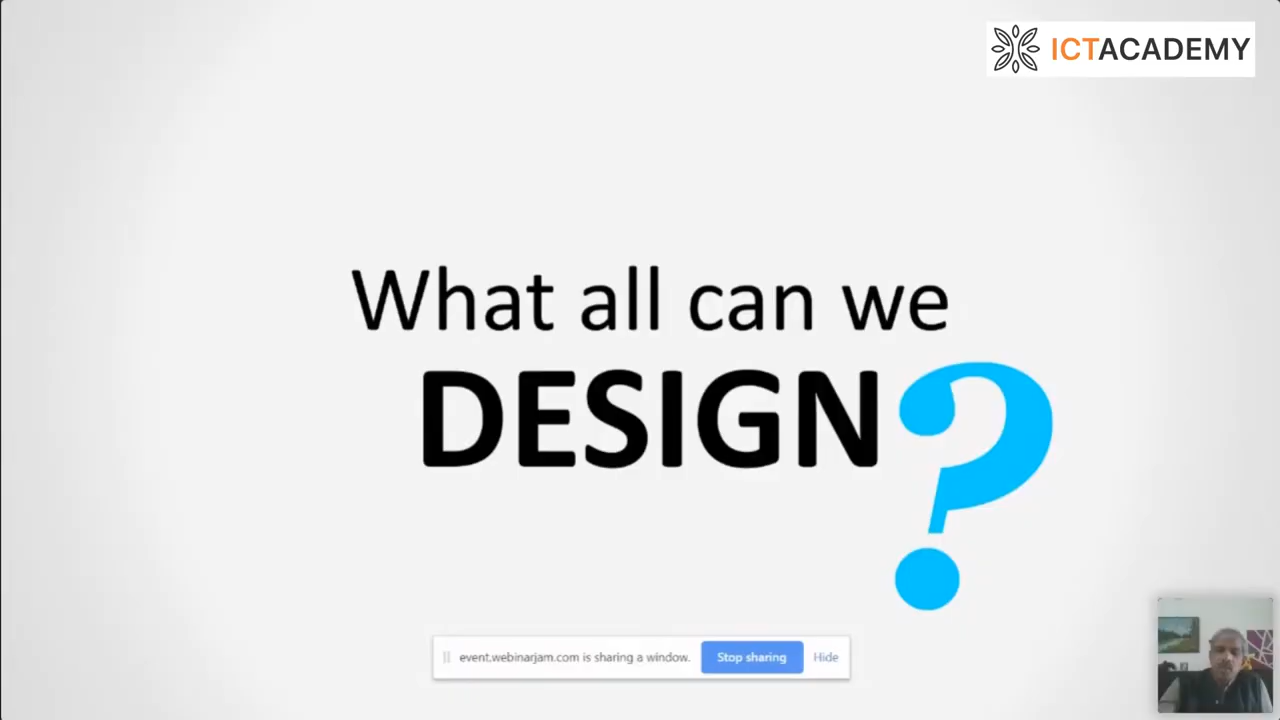 ICTACADEMY
What all can we
DESIGN?
event.webinarjam.com is sharing a window. Stop sharing Hide